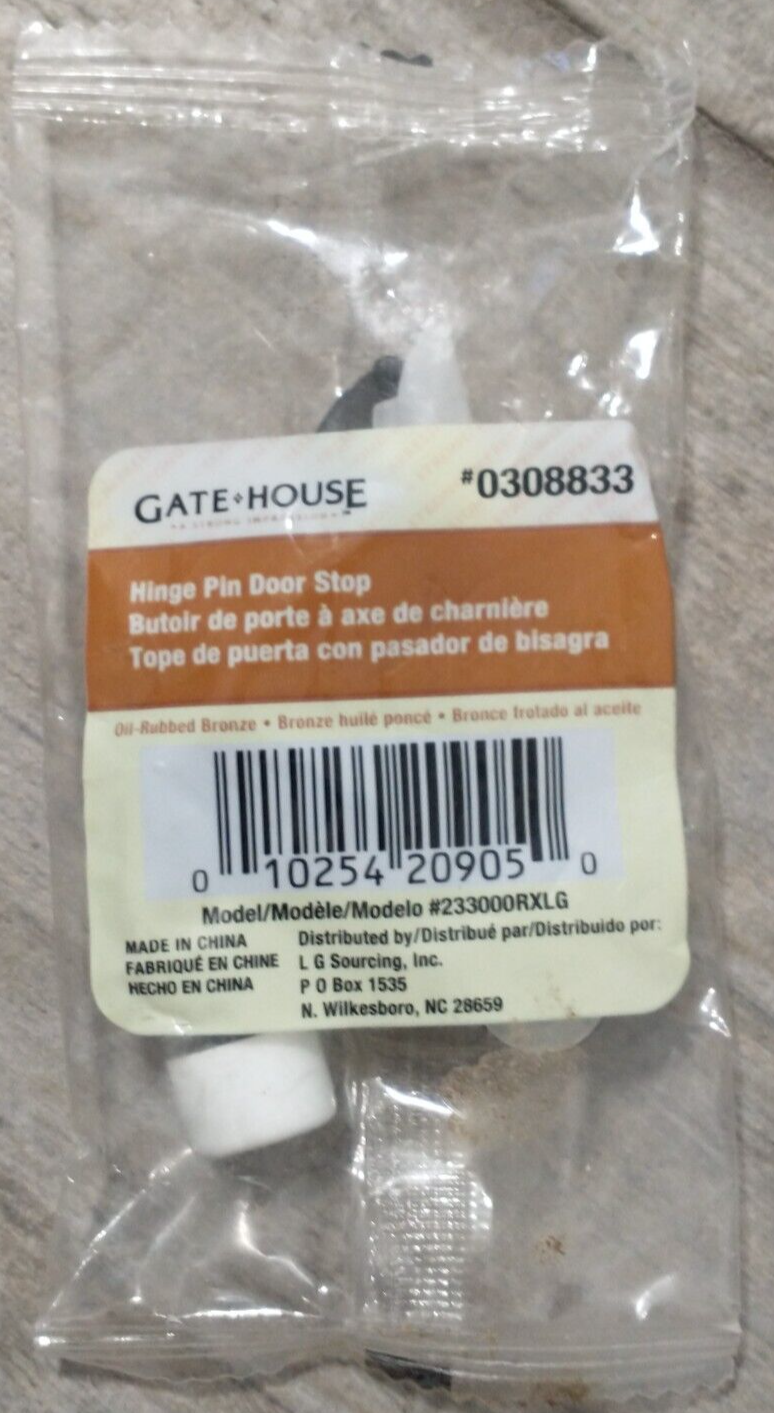 GATE HOUSE
#0308833
Hinge Pin Door Stop
Butoir de porte à axe de charnière
Tope de puerta con pasador de bisagra
Oil-Rubbed Bronze • Bronze huilé poncé • Bronce frotado al aceite
0 10254 20905 0
Model/Modèle/Modelo #233000RXLG
MADE IN CHINA
FABRIQUÉ EN CHINE
HECHO EN CHINA
Distributed by/Distribué par/Distribuido por:
L G Sourcing, Inc.
P O Box 1535
N. Wilkesboro, NC 28659